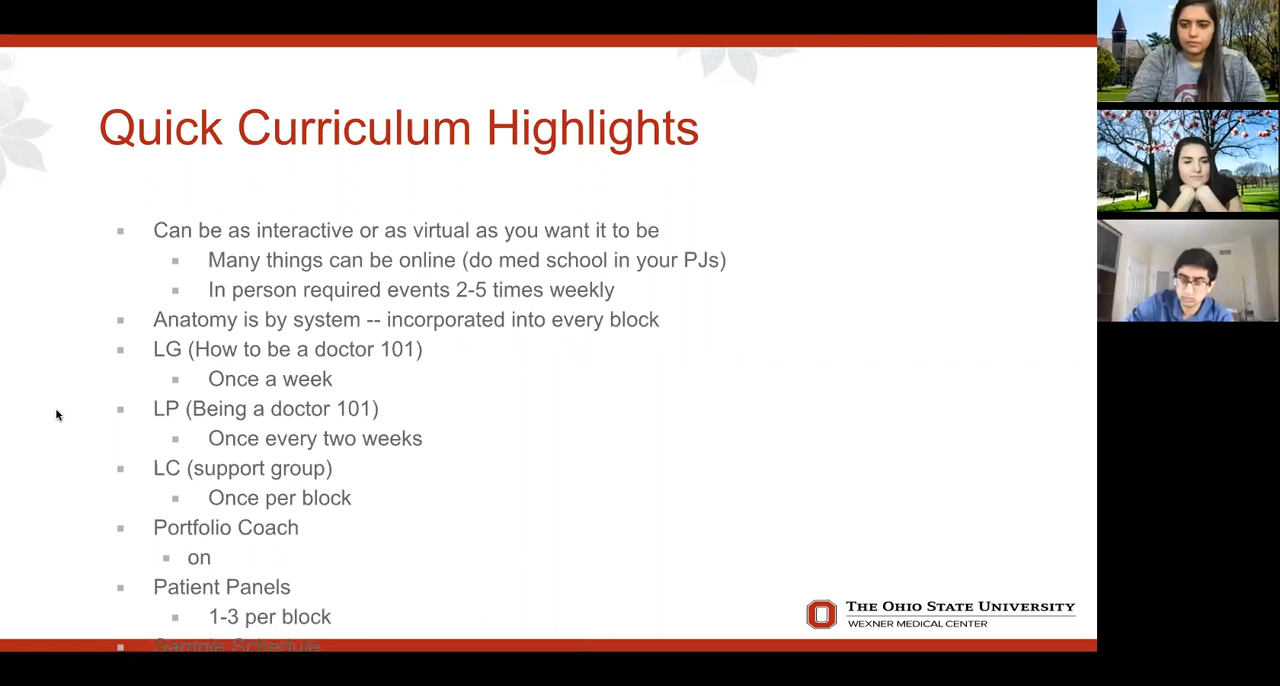 Quick Curriculum Highlights
Can be as interactive or as virtual as you want it to be
Many things can be online (do med school in your PJs)
In person required events 2-5 times weekly
Anatomy is by system -- incorporated into every block
LG (How to be a doctor 101)
Once a week
LP (Being a doctor 101)
Once every two weeks
LC (support group)
Once per block
Portfolio Coach
on
Patient Panels
1-3 per block
Sample Schedule
THE OHIO STATE UNIVERSITY
WEXNER MEDICAL CENTER